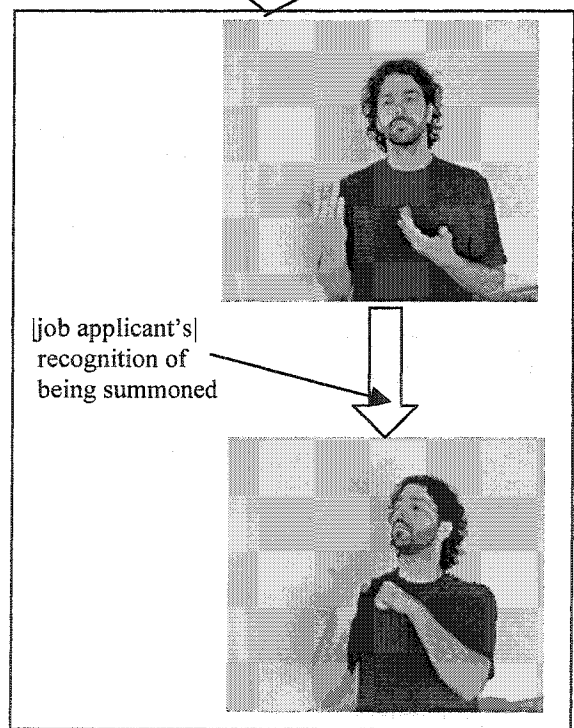 |job applicant's|
recognition of
being summoned